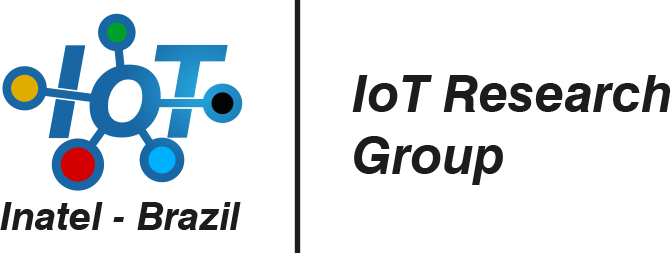 IoT
Inatel - Brazil
IoT Research
Group